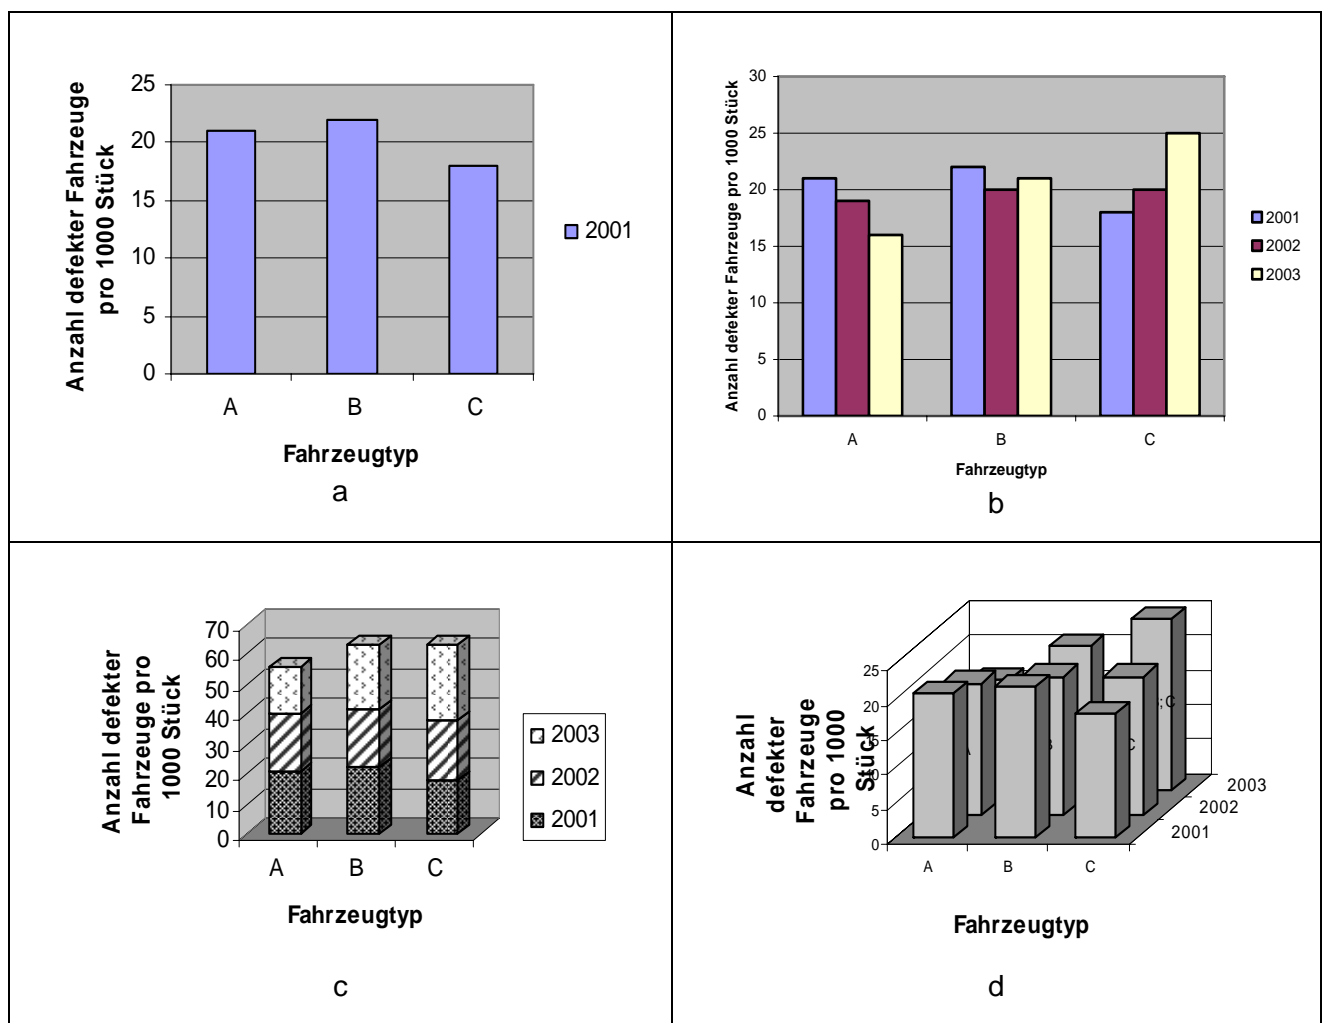 25
20
15
10
5
0
Anzahl defekter Fahrzeuge
pro 1000 Stück
A B C
Fahrzeugtyp
2001
a
30
25
20
15
10
5
0
Anzahl defekter Fahrzeuge pro 1000 Stück
A B C
Fahrzeugtyp
2001
2002
2003
b
70
60
50
40
30
20
10
0
Anzahl defekter
Fahrzeuge pro
1000 Stück
A B C
Fahrzeugtyp
2003
2002
2001
c
25
20
15
10
5
0
Anzahl
defekter
Fahrzeuge
pro 1000
Stück
A B C
;C
C
2003
2002
2001
Fahrzeugtyp
d